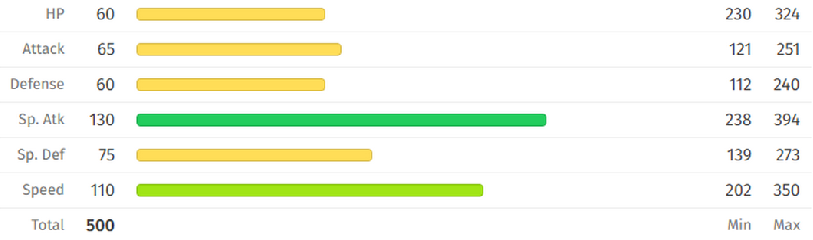 HP 60 230 324
Attack 65 121 251
Defense 60 112 240
Sp. Atk 130 238 394
Sp. Def 75 139 273
Speed 110 202 350
Total 500 Min Max